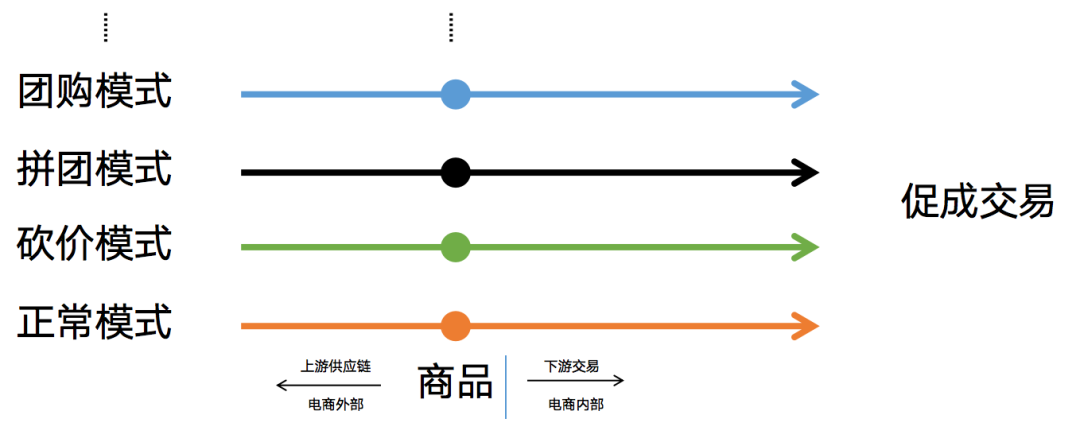 团购模式
拼团模式
砍价模式
正常模式
促成交易
上游供应链
电商外部
商品
下游交易
电商内部